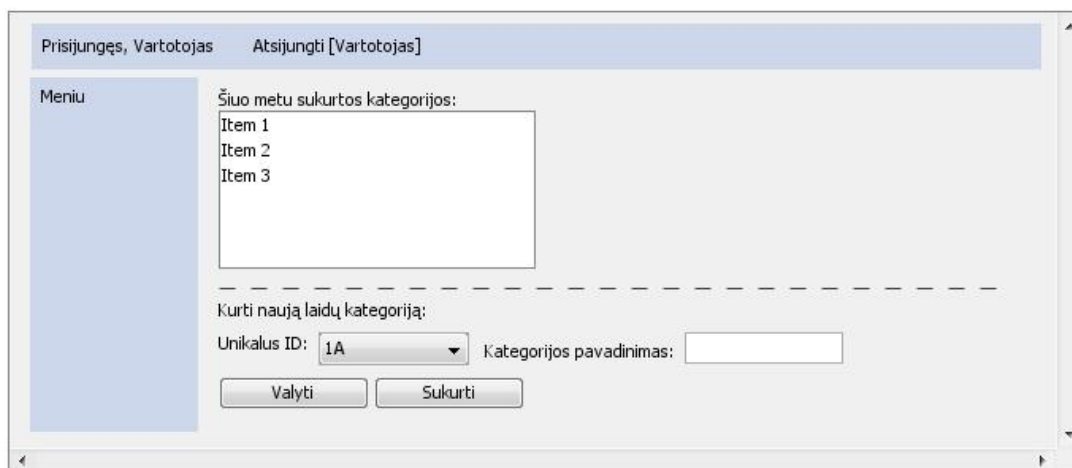 Prisijungęs, Vartotojas Atsijungti [Vartotojas]
Meniu
Šiuo metu sukurtos kategorijos:
Item 1
Item 2
Item 3
Kurti naują laidų kategoriją:
Unikalus ID: 1A Kategorijos pavadinimas:
Valyti Sukurti